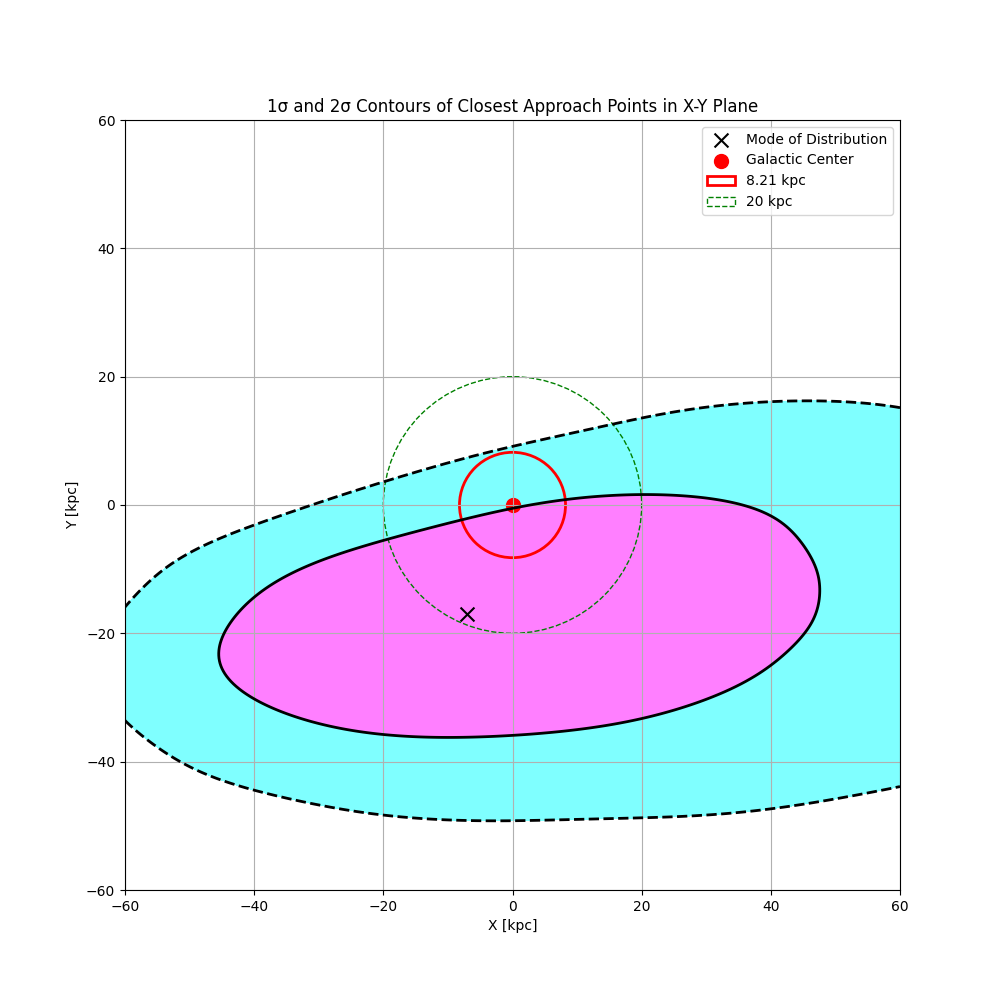 1σ and 2σ Contours of Closest Approach Points in X-Y Plane
Mode of Distribution
Galactic Center
8.21 kpc
20 kpc
60
40
20
0
−20
−40
−60
Y [kpc]
−60 −40 −20 0 20 40 60
X [kpc]